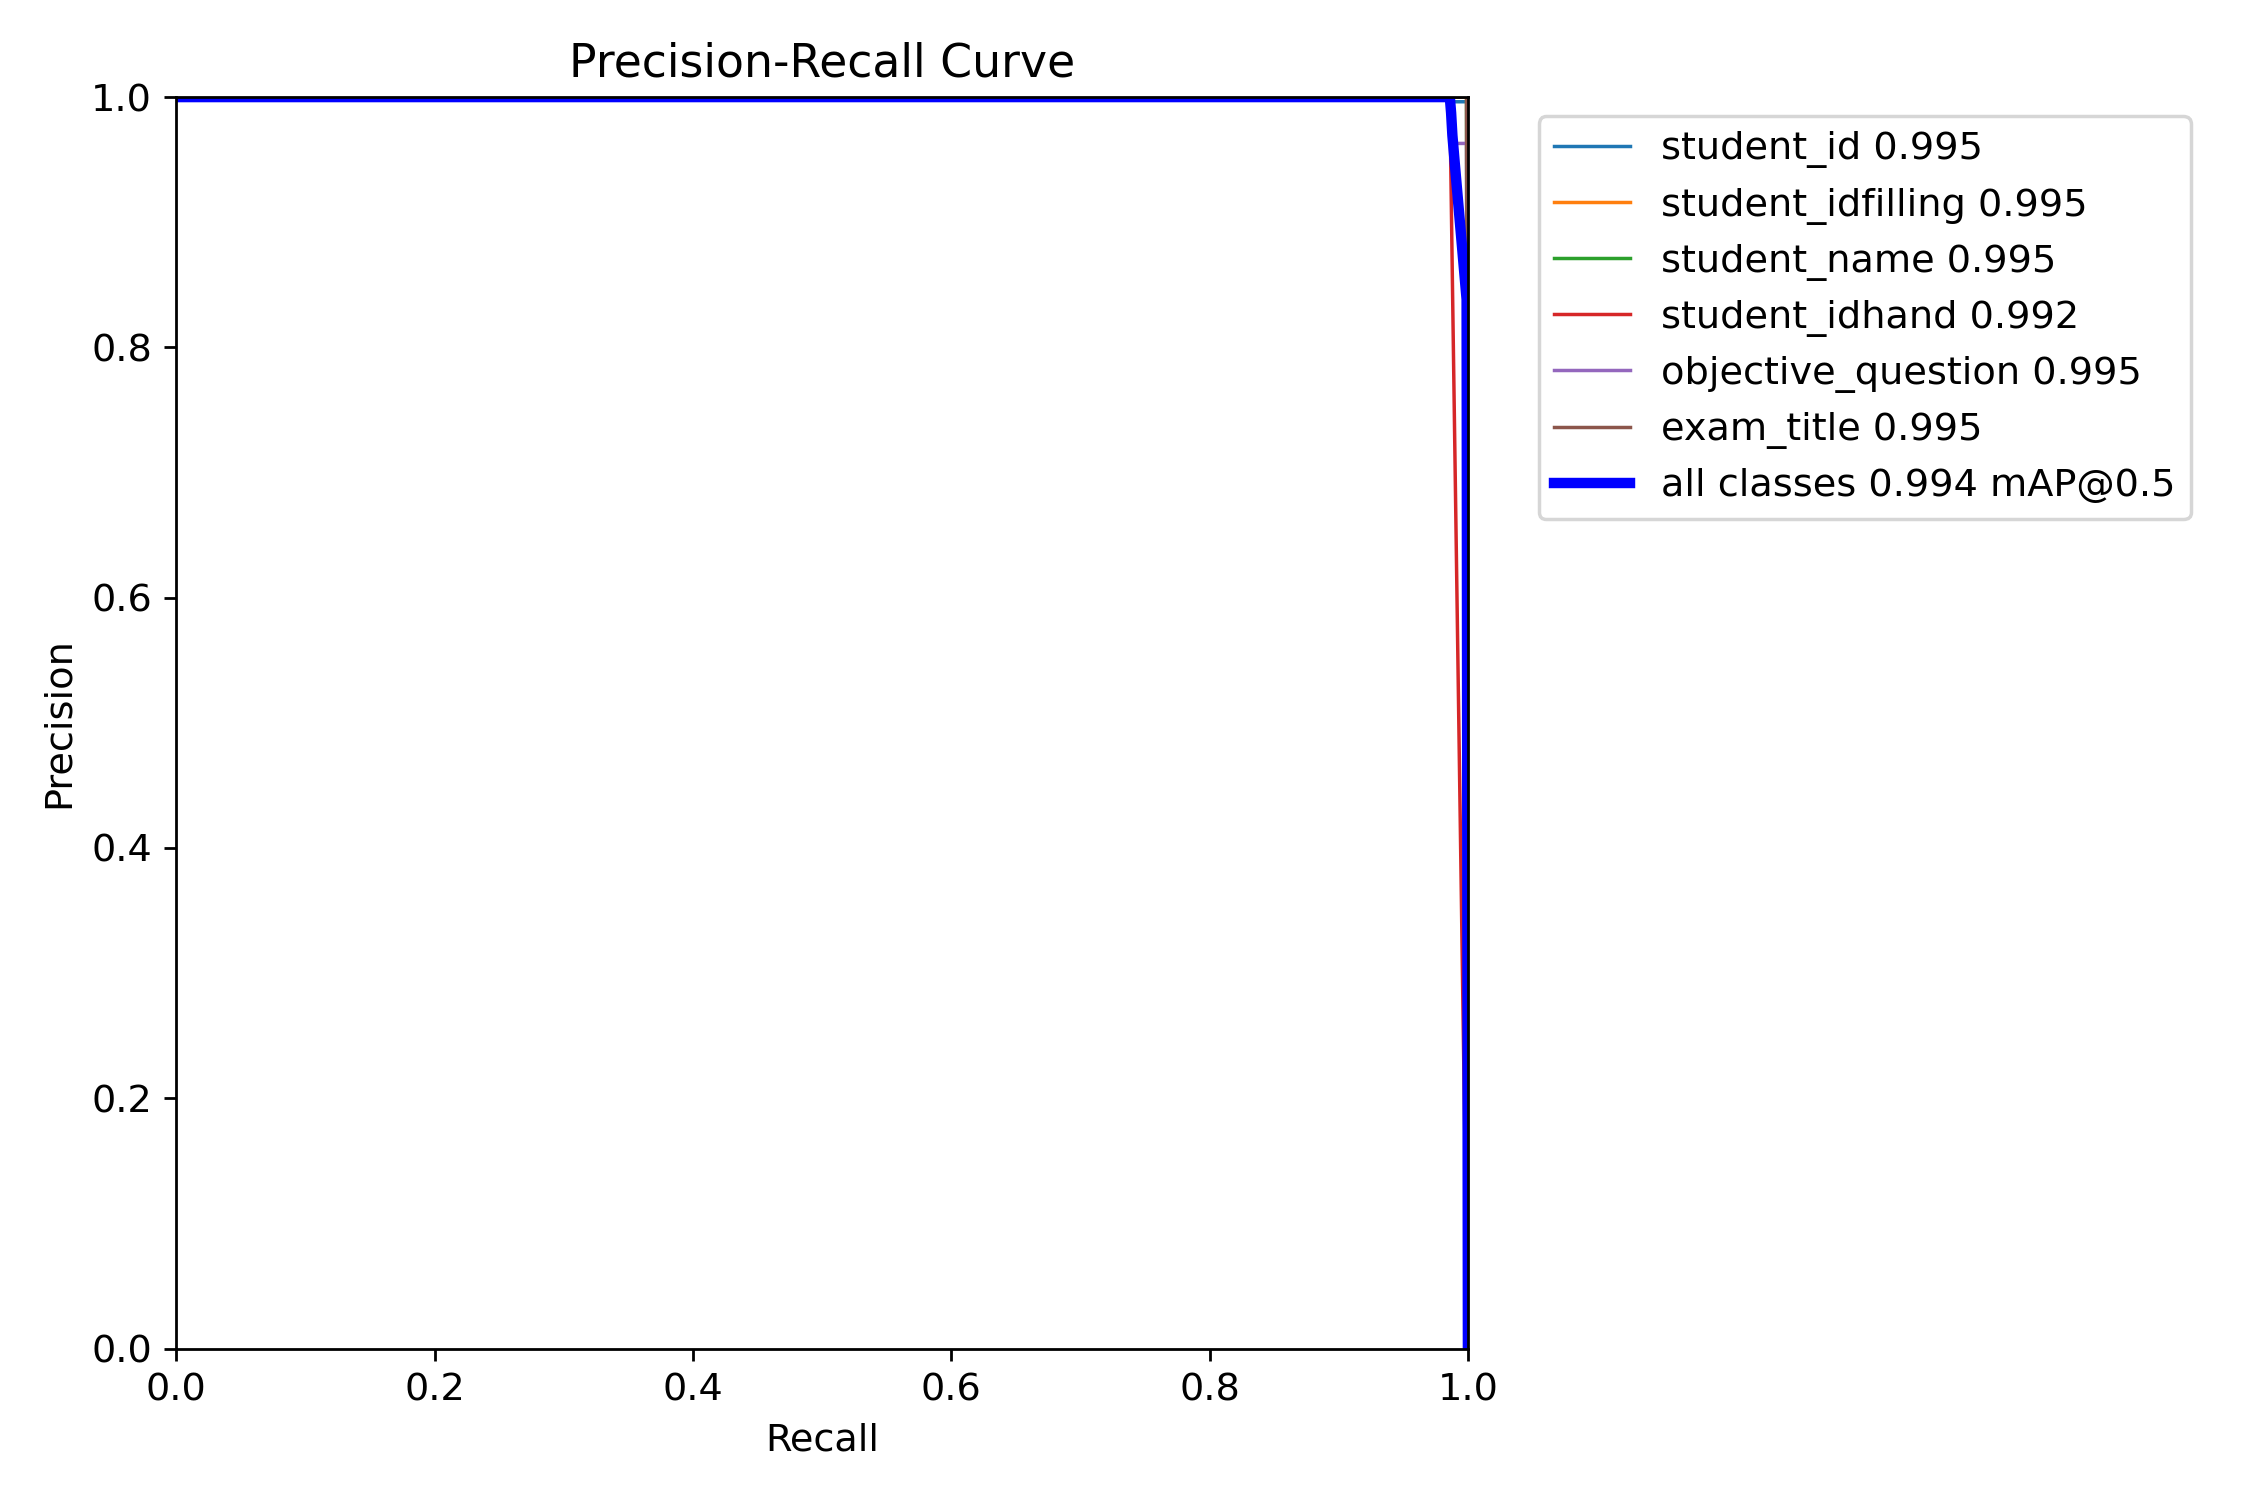 Precision-Recall Curve
1.0
0.8
0.6
0.4
0.2
0.0
Precision
0.0 0.2 0.4 0.6 0.8 1.0
Recall
student_id 0.995
student_idfilling 0.995
student_name 0.995
student_idhand 0.992
objective_question 0.995
exam_title 0.995
all classes 0.994 mAP@0.5